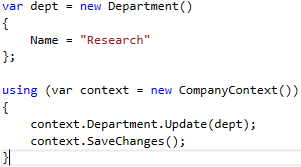 var dept = new Department()
{
    Name = "Research"
};

using (var context = new CompanyContext())
{
    context.Department.Update(dept);
    context.SaveChanges();
}